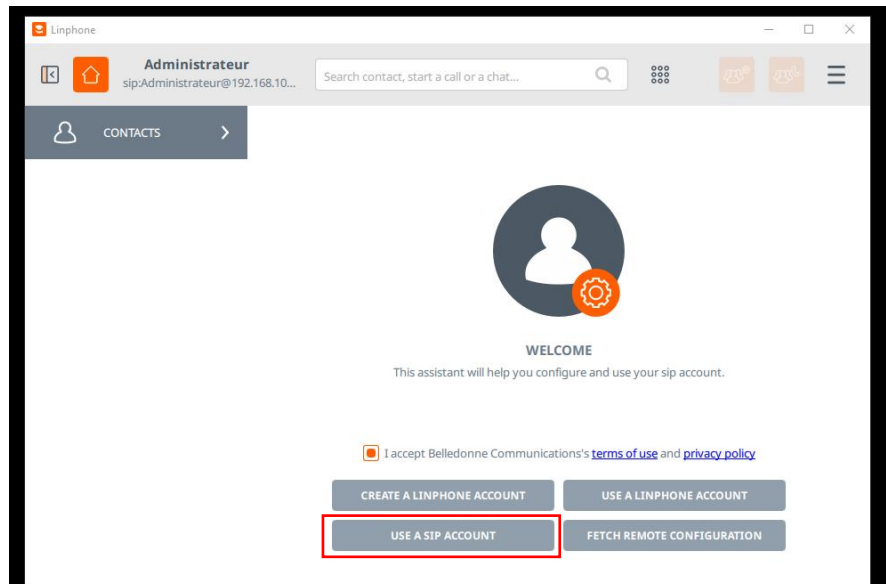 Linphone
Administrateur
sip:Administrateur@192.168.10...
Search contact, start a call or a chat...
CONTACTS
WELCOME
This assistant will help you configure and use your sip account.
I accept Belledonne Communications's terms of use and privacy policy
CREATE A LINPHONE ACCOUNT
USE A LINPHONE ACCOUNT
USE A SIP ACCOUNT
FETCH REMOTE CONFIGURATION